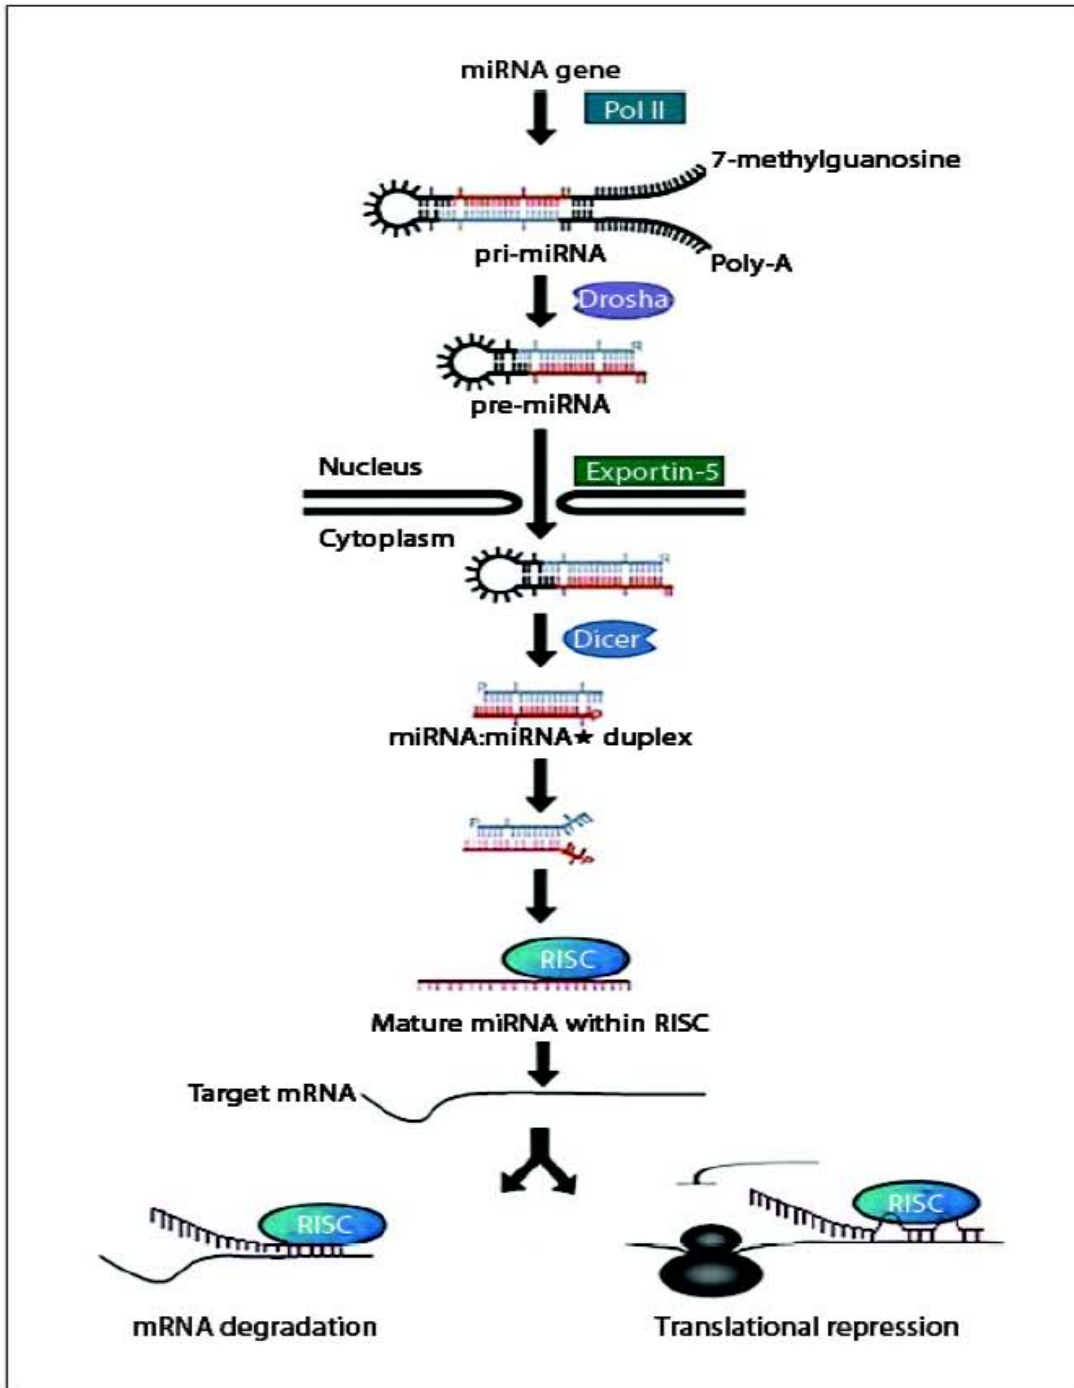 miRNA gene
Pol II
7-methylguanosine
pri-miRNA
Poly-A
Drosha
pre-miRNA
Nucleus
Exportin-5
Cytoplasm
Dicer
P
P
miRNA:miRNA★ duplex
P
P
RISC
Mature miRNA within RISC
Target mRNA
RISC
RISC
mRNA degradation
Translational repression